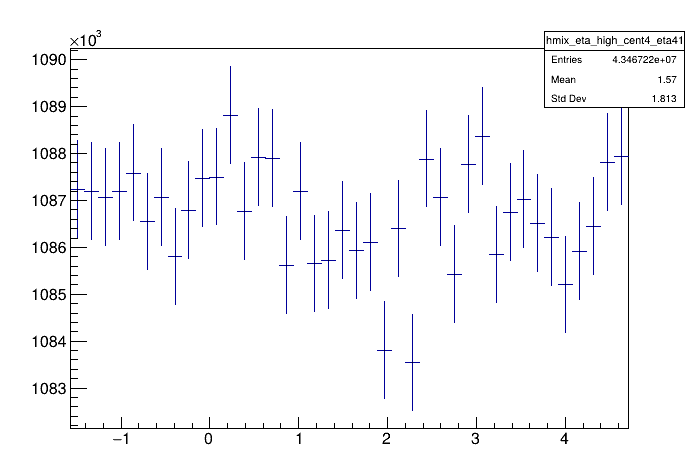 ×10³
hmix_eta_high_cent4_eta41
Entries 4.346722e+07
Mean 1.57
Std Dev 1.813
1090
1089
1088
1087
1086
1085
1084
1083
−1 0 1 2 3 4